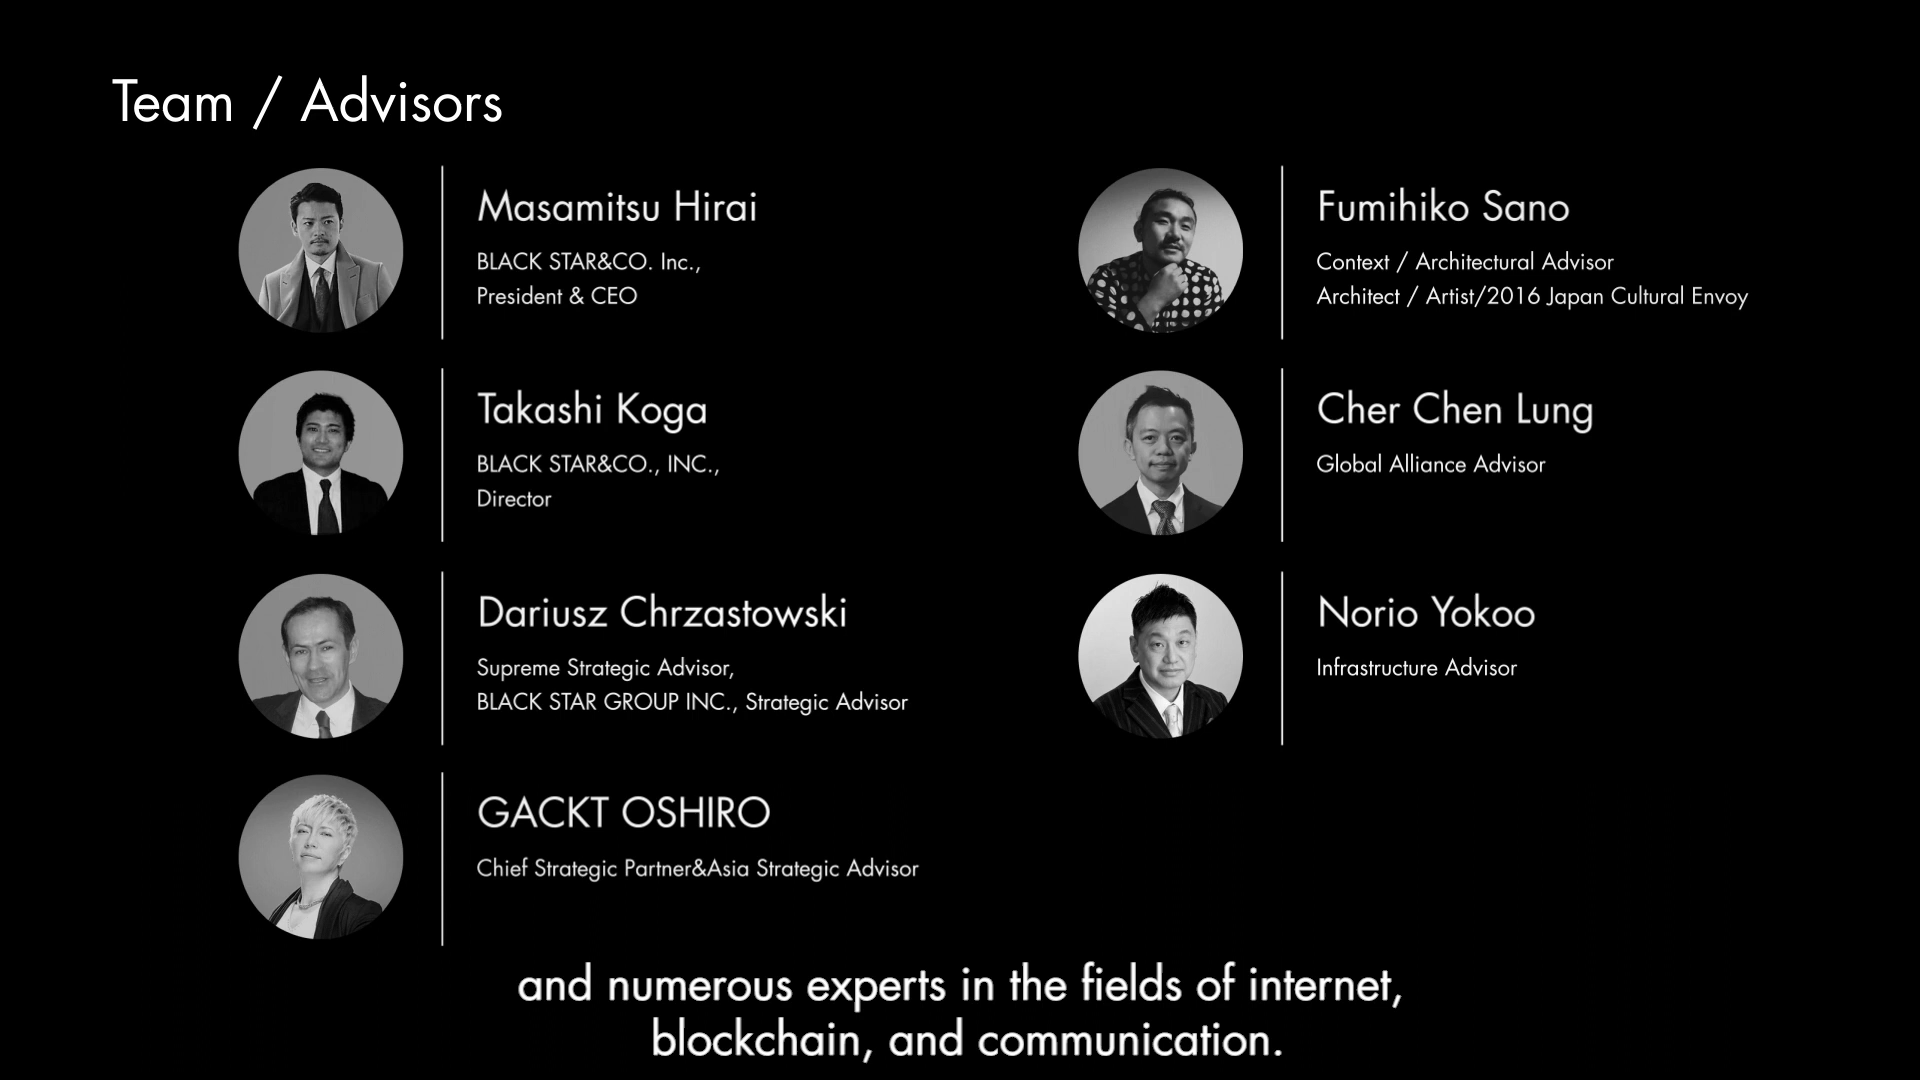 Team / Advisors
Masamitsu Hirai
BLACK STAR&CO. Inc.,
President & CEO
Takashi Koga
BLACK STAR&CO., INC.,
Director
Dariusz Chrzastowski
Supreme Strategic Advisor,
BLACK STAR GROUP INC., Strategic Advisor
GACKT OSHIRO
Chief Strategic Partner&Asia Strategic Advisor
Fumihiko Sano
Context / Architectural Advisor
Architect / Artist/2016 Japan Cultural Envoy
Cher Chen Lung
Global Alliance Advisor
Norio Yokoo
Infrastructure Advisor
and numerous experts in the fields of internet,
blockchain, and communication.